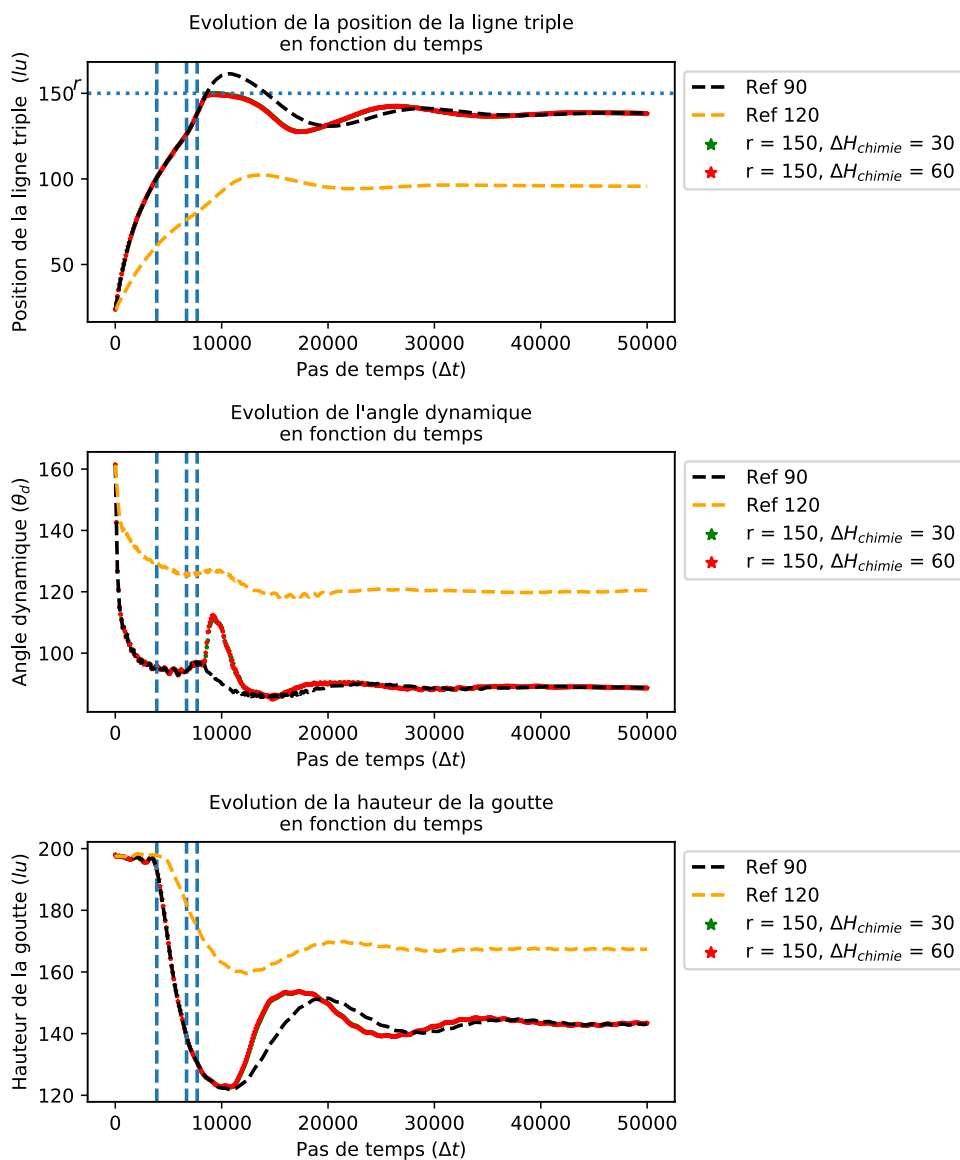 Evolution de la position de la ligne triple
en fonction du temps
Position de la ligne triple (lu)
r
150
100
50
0
10000
20000
30000
40000
50000
Pas de temps (Δt)
Ref 90
Ref 120
r = 150, ΔH_chimie = 30
r = 150, ΔH_chimie = 60
Evolution de l'angle dynamique
en fonction du temps
Angle dynamique (θ_d)
160
140
120
100
0
10000
20000
30000
40000
50000
Pas de temps (Δt)
Ref 90
Ref 120
r = 150, ΔH_chimie = 30
r = 150, ΔH_chimie = 60
Evolution de la hauteur de la goutte
en fonction du temps
Hauteur de la goutte (lu)
200
180
160
140
120
0
10000
20000
30000
40000
50000
Pas de temps (Δt)
Ref 90
Ref 120
r = 150, ΔH_chimie = 30
r = 150, ΔH_chimie = 60